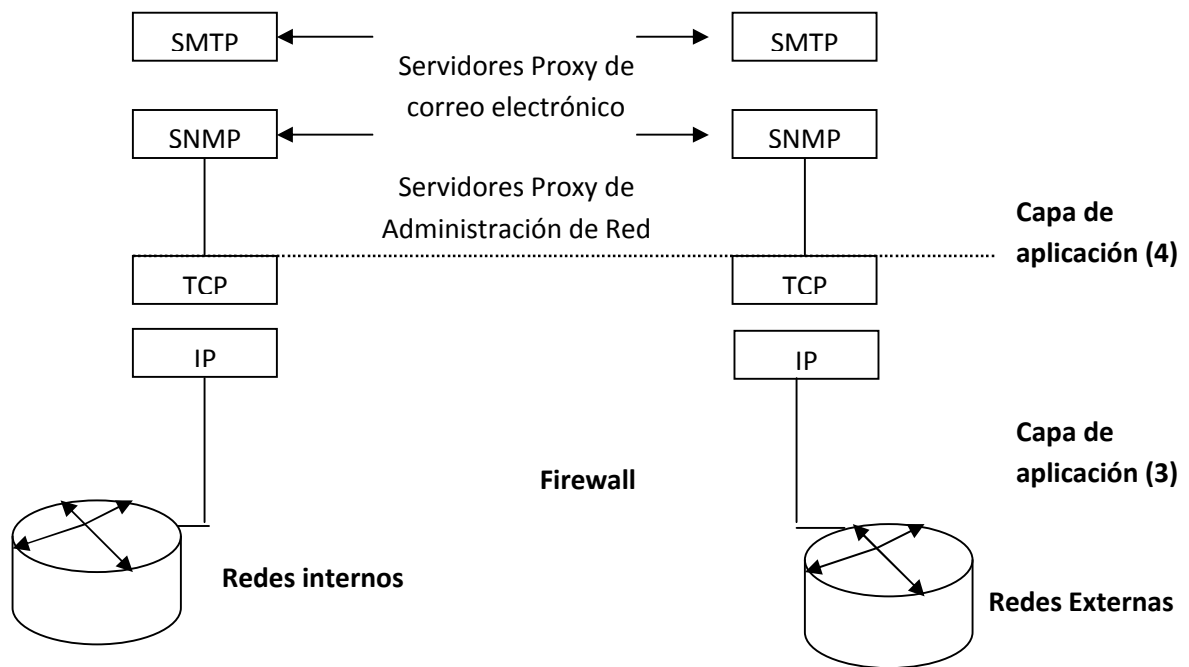 SMTP
SMTP
Servidores Proxy de
correo electrónico
SNMP
SNMP
Servidores Proxy de
Administración de Red
Capa de
aplicación (4)
TCP
TCP
IP
IP
Capa de
aplicación (3)
Firewall
Redes internos
Redes Externas